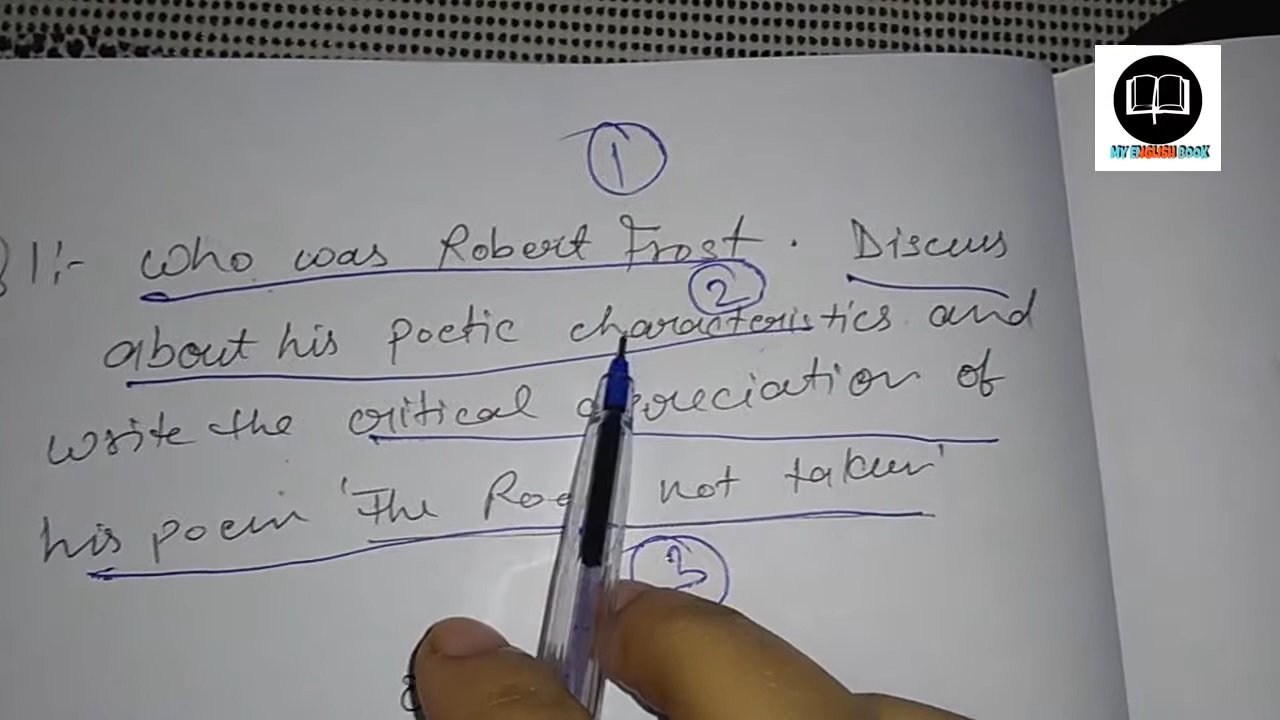 1
Q1:- Who was Robert Frost. Discuss
2
about his poetic characteristics and
write the critical appreciation of
his poem 'The Road not taken'
3
MY ENGLISH BOOK